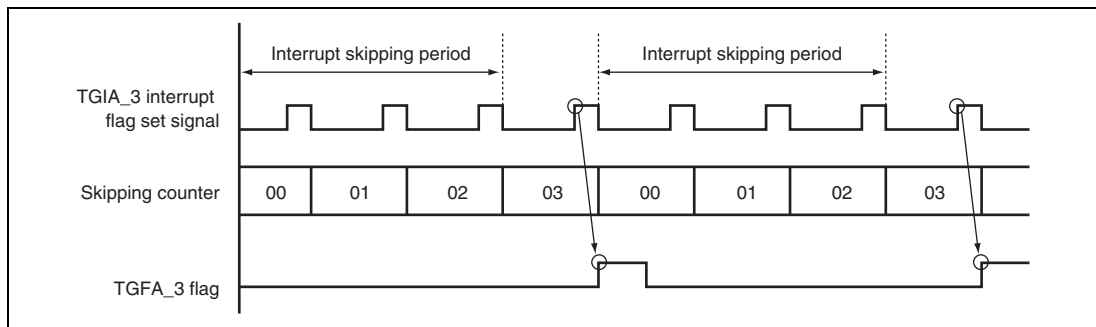 Interrupt skipping period Interrupt skipping period
TGIA_3 interrupt
flag set signal
Skipping counter 00 01 02 03 00 01 02 03
TGFA_3 flag